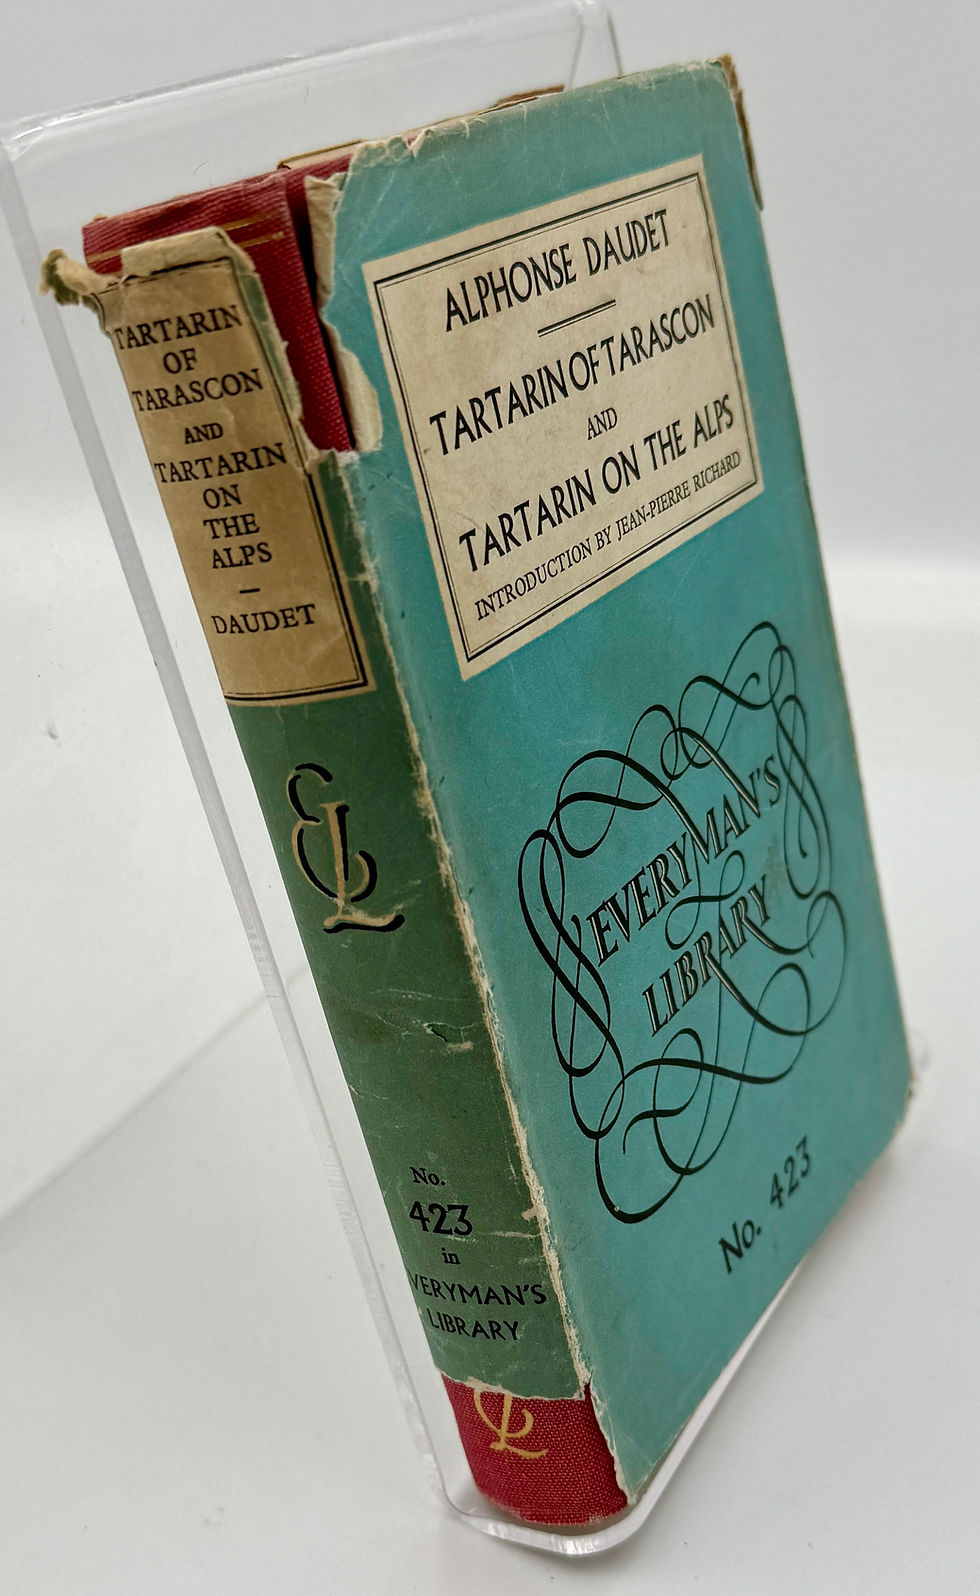 TARTARIN
OF
TARASCON
AND
TARTARIN
ON
THE
ALPS
DAUDET
EL
No.
423
in
VERYMAN'S
LIBRARY
EL
ALPHONSE DAUDET
TARTARIN OF TARASCON
AND
TARTARIN ON THE ALPS
INTRODUCTION BY JEAN-PIERRE RICHARD
EVERYMAN'S
LIBRARY
No. 423